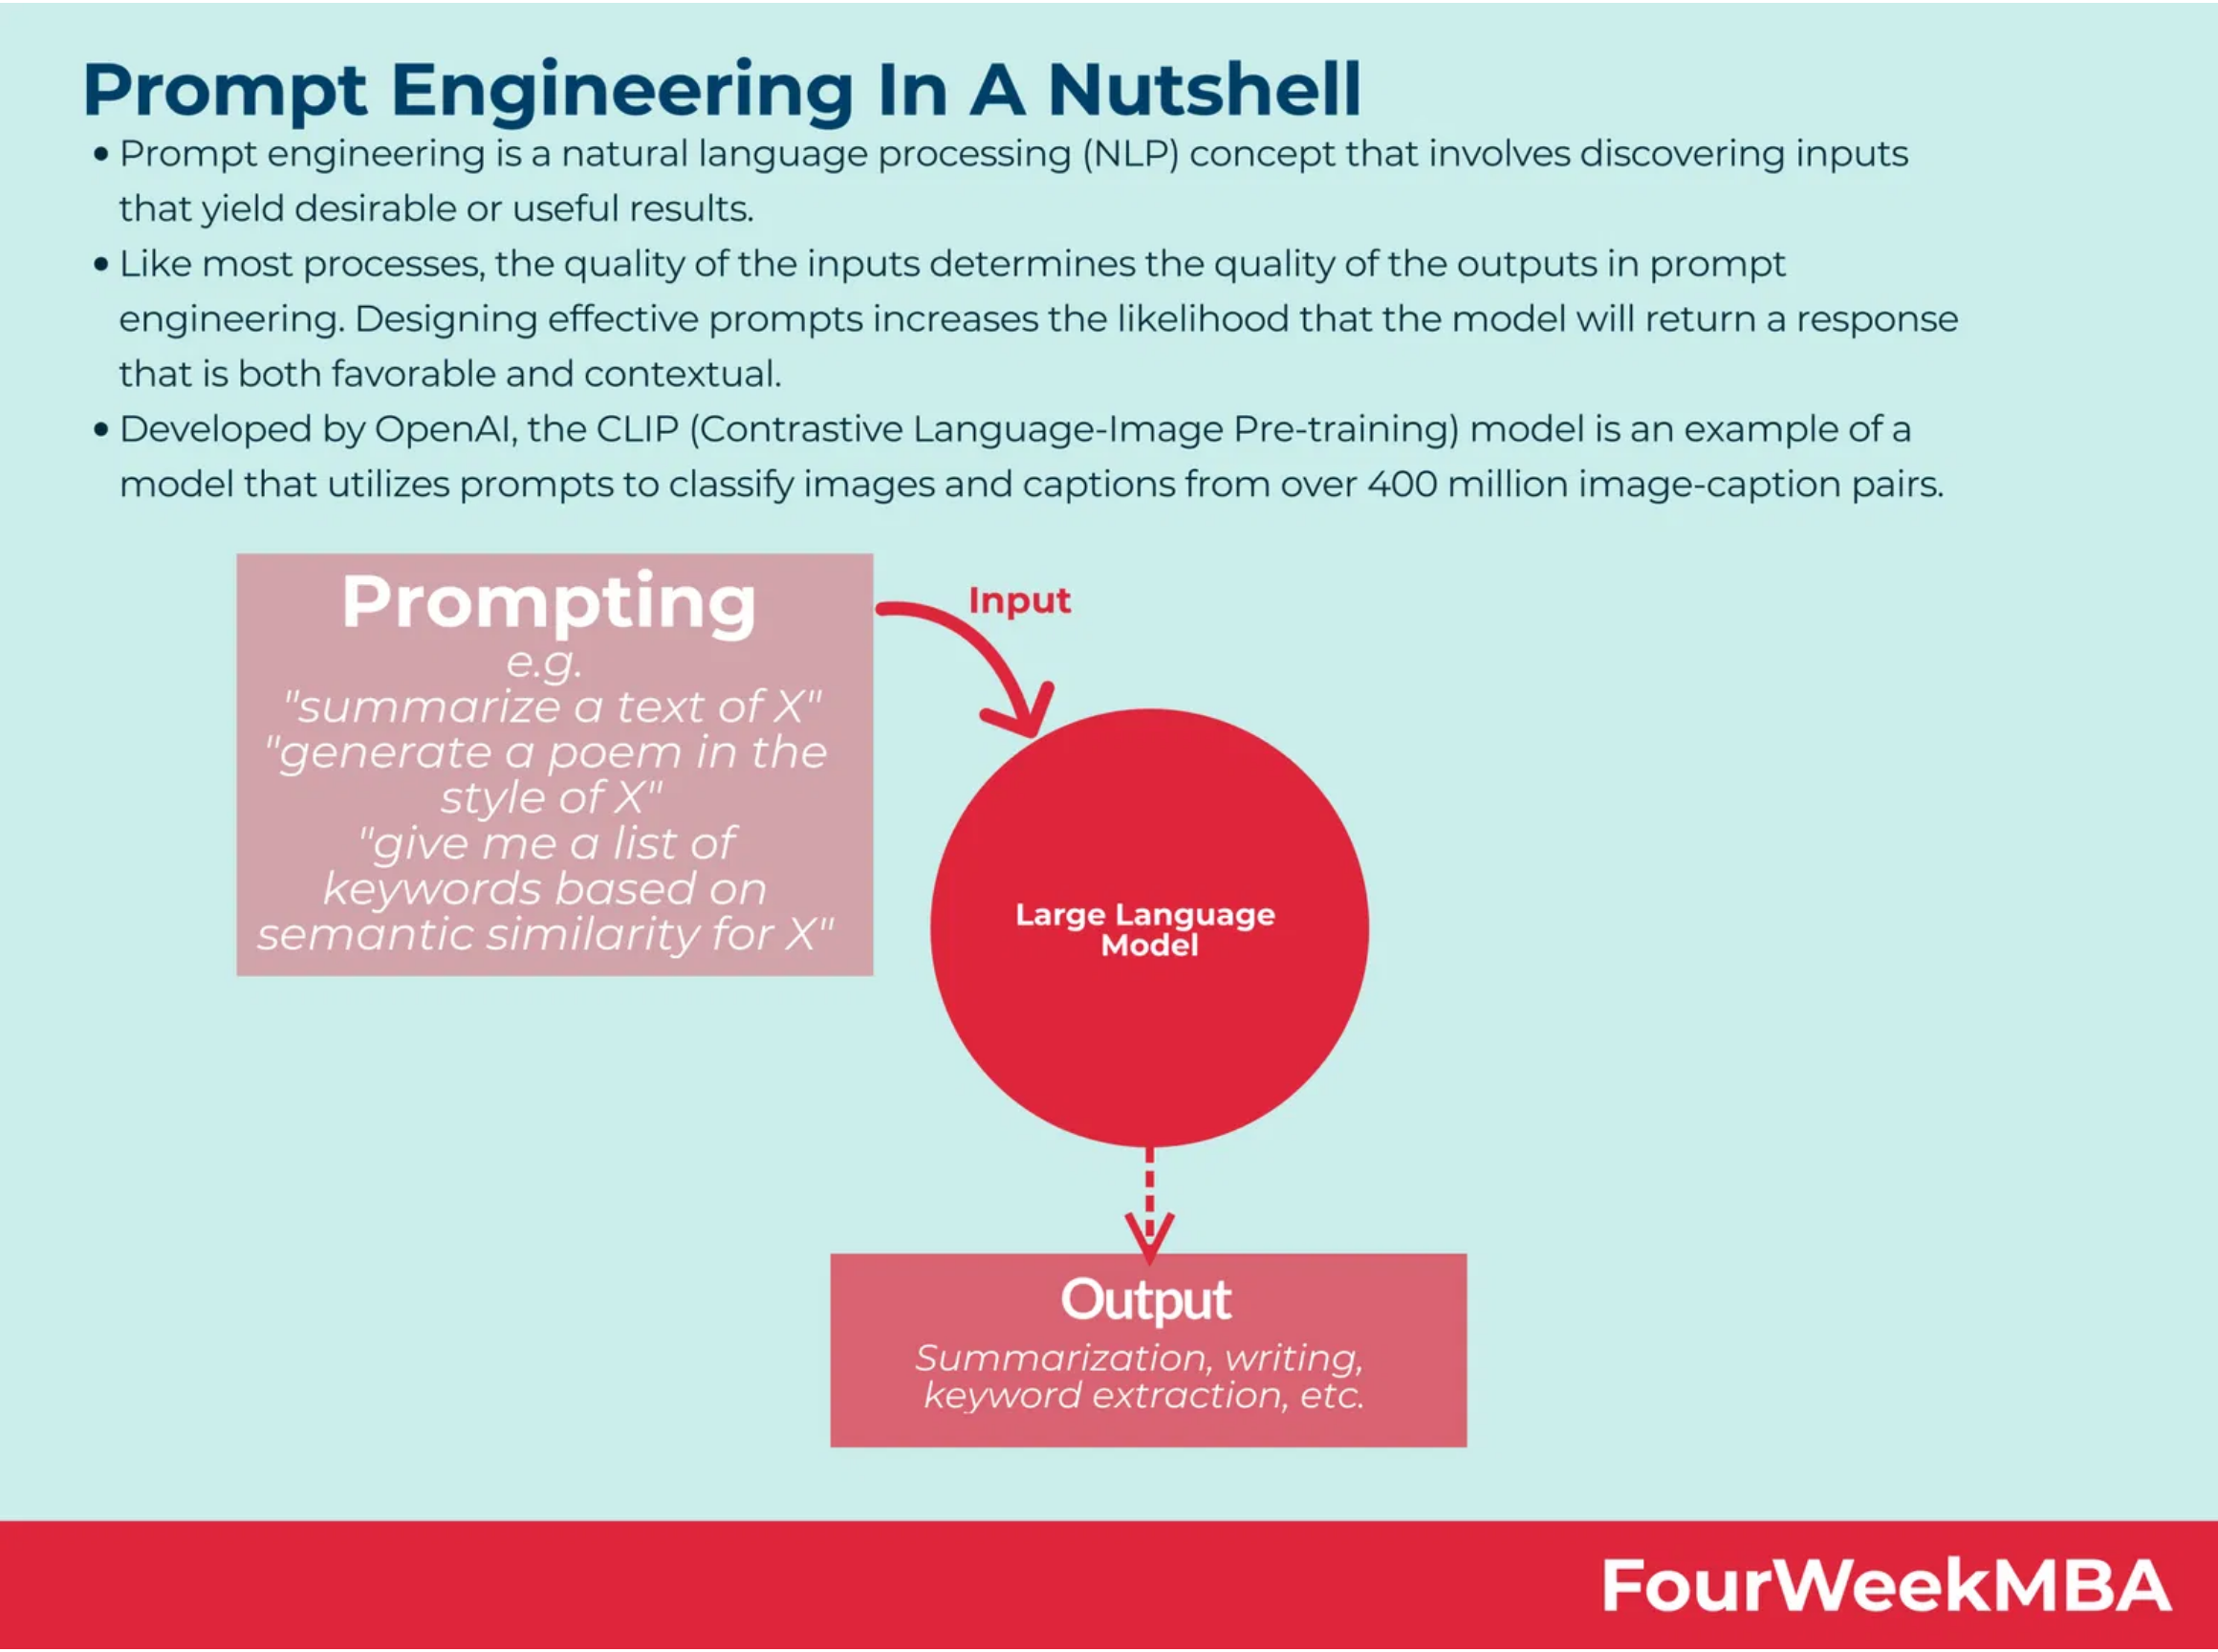 Prompt Engineering In A Nutshell
• Prompt engineering is a natural language processing (NLP) concept that involves discovering inputs
that yield desirable or useful results.
• Like most processes, the quality of the inputs determines the quality of the outputs in prompt
engineering. Designing effective prompts increases the likelihood that the model will return a response
that is both favorable and contextual.
• Developed by OpenAI, the CLIP (Contrastive Language-Image Pre-training) model is an example of a
model that utilizes prompts to classify images and captions from over 400 million image-caption pairs.
Prompting
e.g.
"summarize a text of X"
"generate a poem in the
style of X"
"give me a list of
keywords based on
semantic similarity for X"
Input
Large Language
Model
Output
Summarization, writing,
keyword extraction, etc.
FourWeekMBA